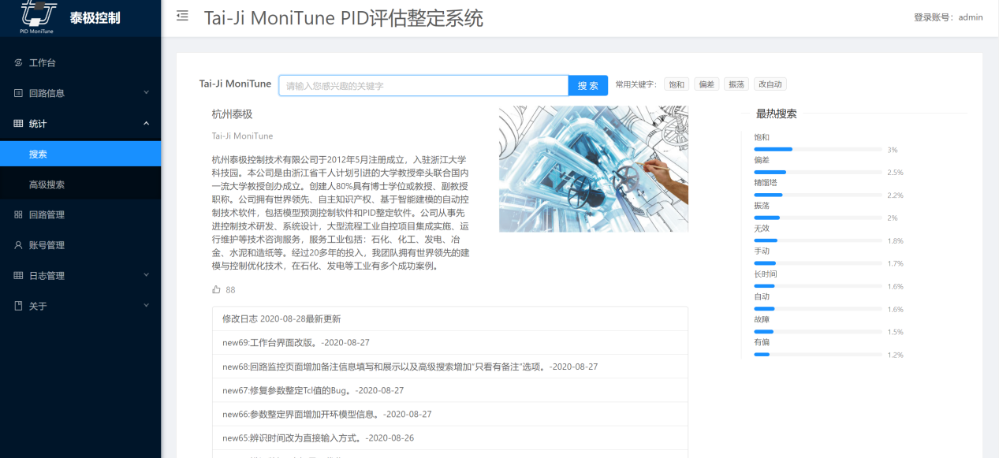 泰极控制
PID MoniTune
工作台
回路信息
统计
搜索
高级搜索
回路管理
账号管理
日志管理
关于
Tai-Ji MoniTune PID评估整定系统
登录账号：admin
Tai-Ji MoniTune
请输入您感兴趣的关键字
搜 索
常用关键字：
饱和
偏差
振荡
改自动
杭州泰极
Tai-Ji MoniTune
杭州泰极控制技术有限公司于2012年5月注册成立，入驻浙江大学
科技园。本公司是由浙江省千人计划引进的大学教授牵头联合国内
一流大学教授创办成立。创建人80%具有博士学位或教授、副教授
职称。公司拥有世界领先、自主知识产权、基于智能建模的自动控
制技术软件，包括模型预测控制软件和PID整定软件。公司从事先
进控制技术研发、系统设计，大型流程工业自控项目集成实施、运
行维护等技术咨询服务，服务工业包括：石化、化工、发电、冶
金、水泥和造纸等。经过20多年的投入，我团队拥有世界领先的建
模与控制优化技术，在石化、发电等工业有多个成功案例。
88
修改日志 2020-08-28最新更新
new69:工作台界面改版。-2020-08-27
new68:回路监控页面增加备注信息填写和展示以及高级搜索增加“只看有备注”选项。-2020-08-27
new67:修复参数整定Tcl值的Bug。-2020-08-27
new66:参数整定界面增加开环模型信息。-2020-08-27
new65:辨识时间改为直接输入方式。-2020-08-26
最热搜索
饱和
3%
偏差
2.5%
精馏塔
2.2%
振荡
2%
无效
1.8%
手动
1.7%
长时间
1.6%
自动
1.6%
故障
1.5%
有偏
1.2%